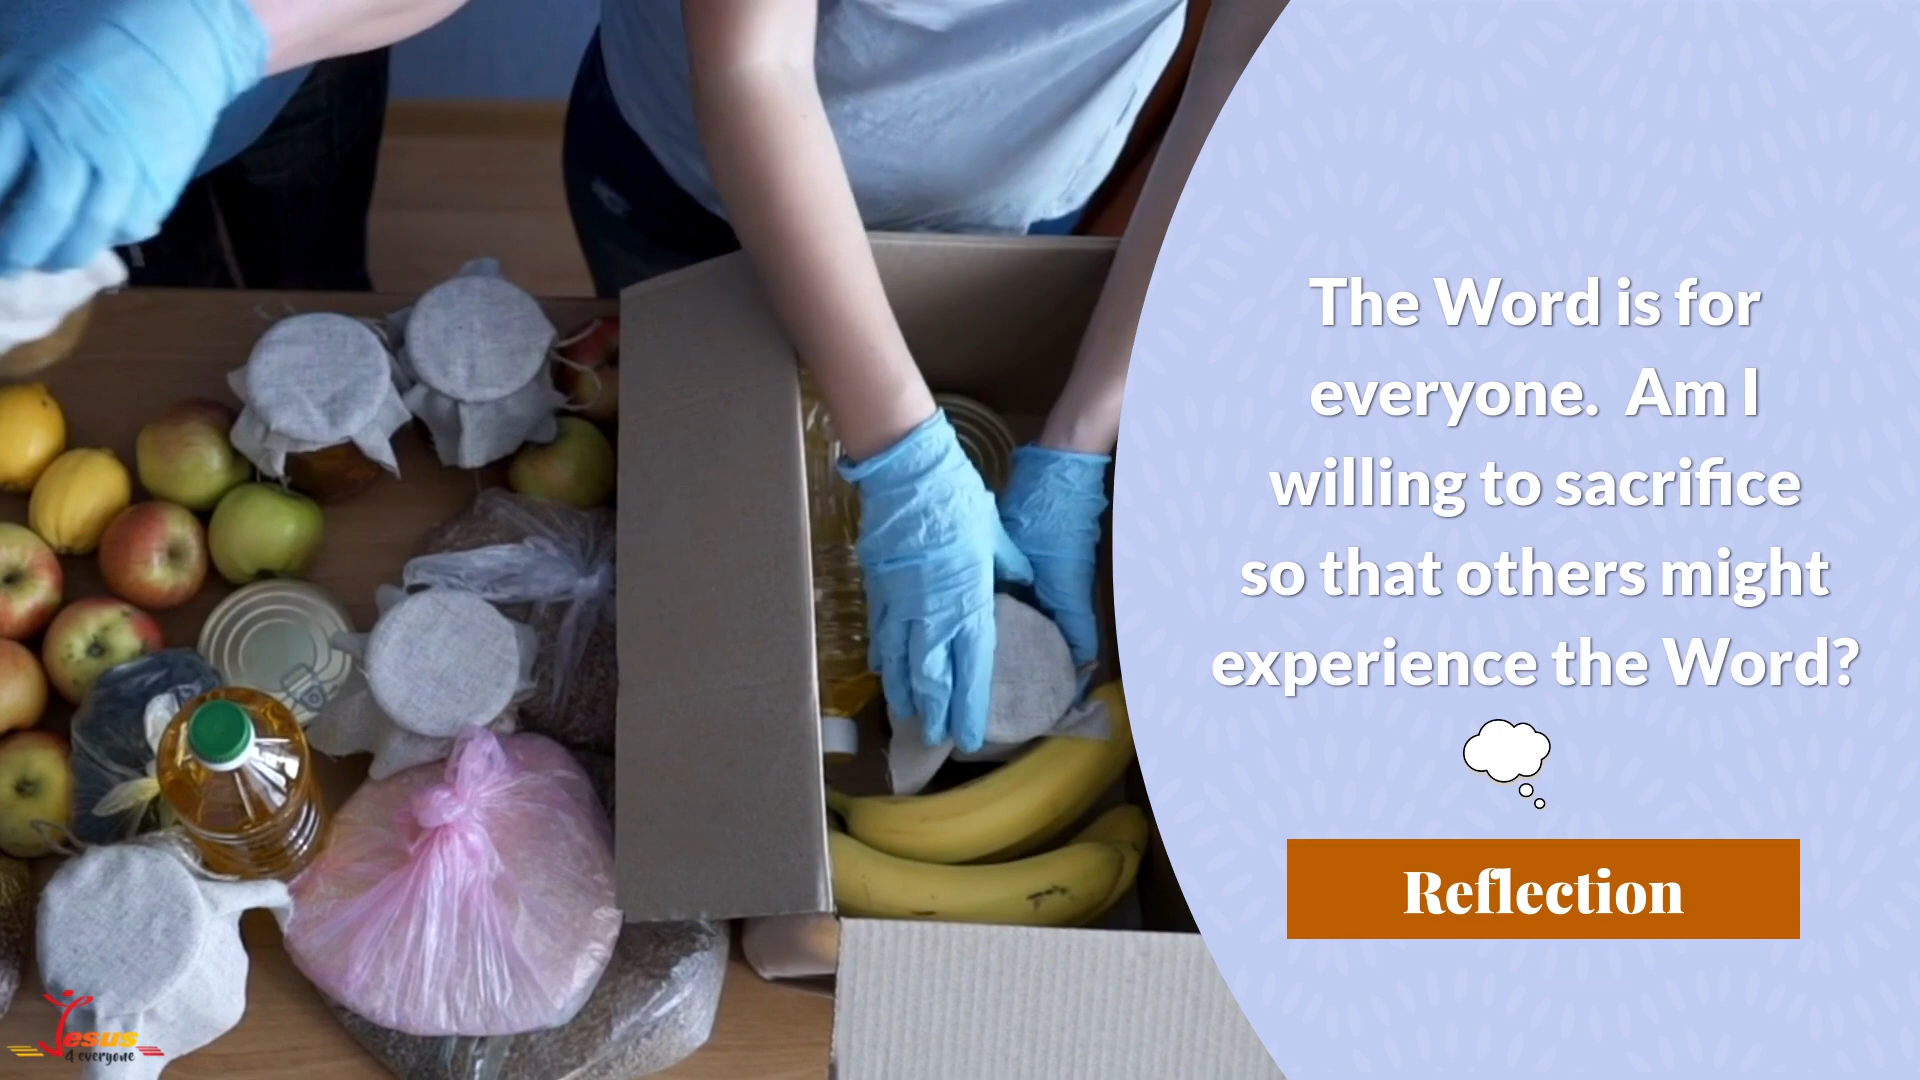 The Word is for
everyone.  Am I
willing to sacrifice
so that others might
experience the Word?
Reflection
Jesus
4 everyone